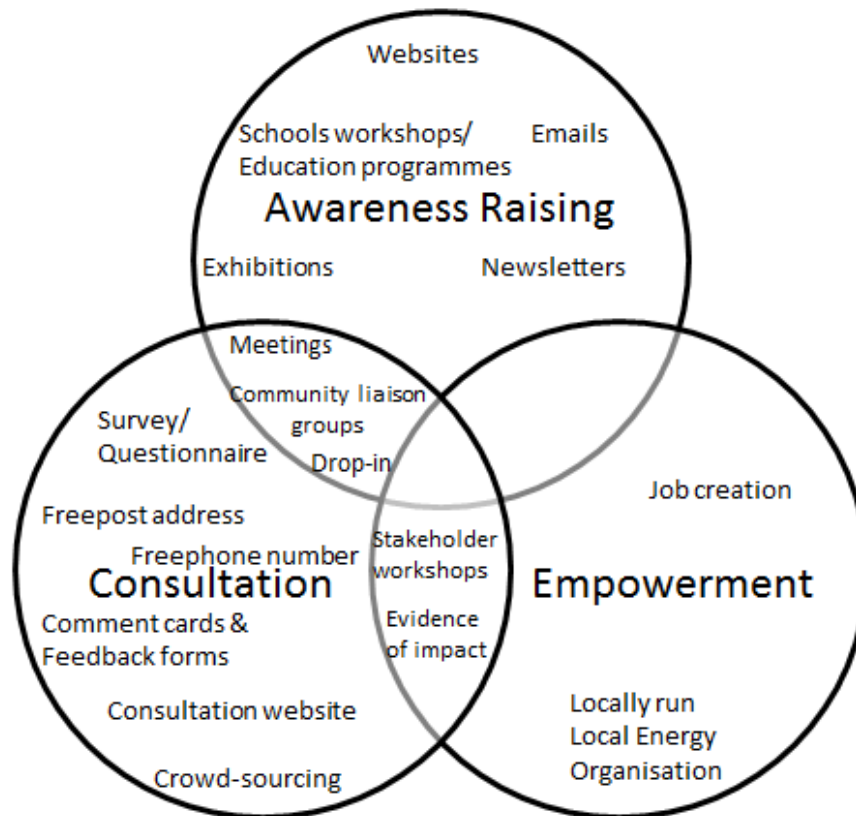 Websites
Schools workshops/
Education programmes
Emails
Awareness Raising
Exhibitions
Newsletters
Meetings
Community liaison
groups
Drop-in
Survey/
Questionnaire
Freepost address
Freephone number
Consultation
Comment cards &
Feedback forms
Consultation website
Crowd-sourcing
Stakeholder
workshops
Evidence
of impact
Job creation
Empowerment
Locally run
Local Energy
Organisation